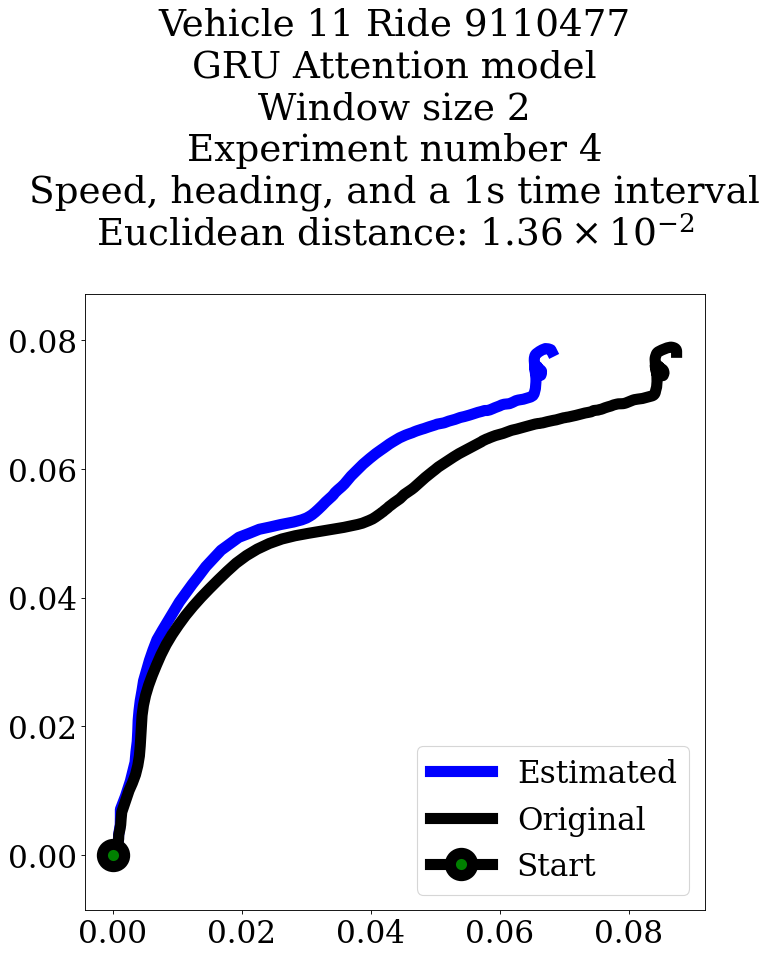 Vehicle 11 Ride 9110477
GRU Attention model
Window size 2
Experiment number 4
Speed, heading, and a 1s time interval
Euclidean distance: 1.36 × 10⁻²
0.08
0.06
0.04
0.02
0.00
Estimated
Original
Start
0.00 0.02 0.04 0.06 0.08